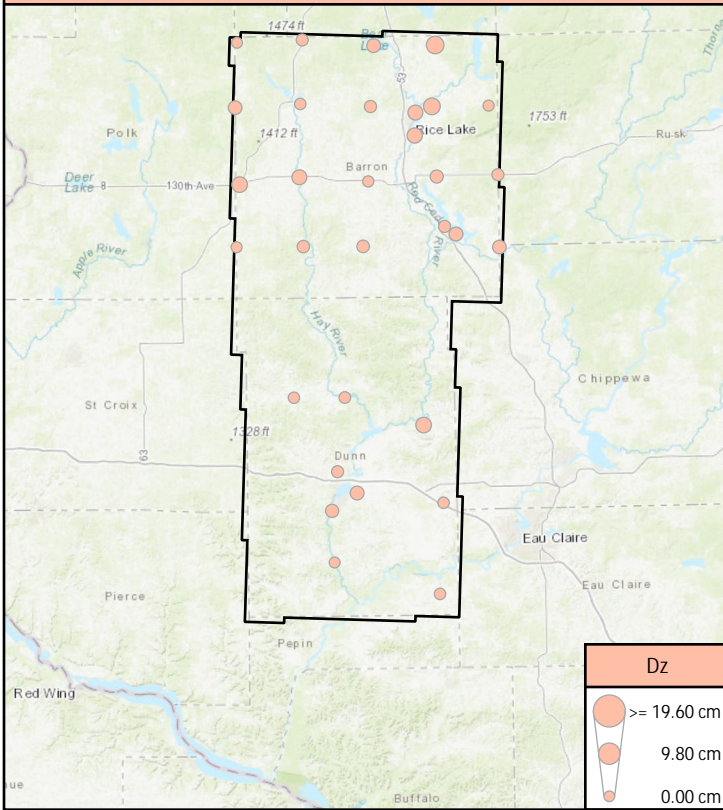 1474 ft
Lake
53
Thorn
Polk
1412 ft
Rice Lake
1753 ft
Rusk
Deer
Lake
8
130th Ave
Barron
Red Cedar
River
Apple River
Hay River
Chippewa
St Croix
1328 ft
63
Dunn
Eau Claire
Eau Claire
Pierce
Pepin
Red Wing
Buffalo
Dz
>= 19.60 cm
9.80 cm
0.00 cm